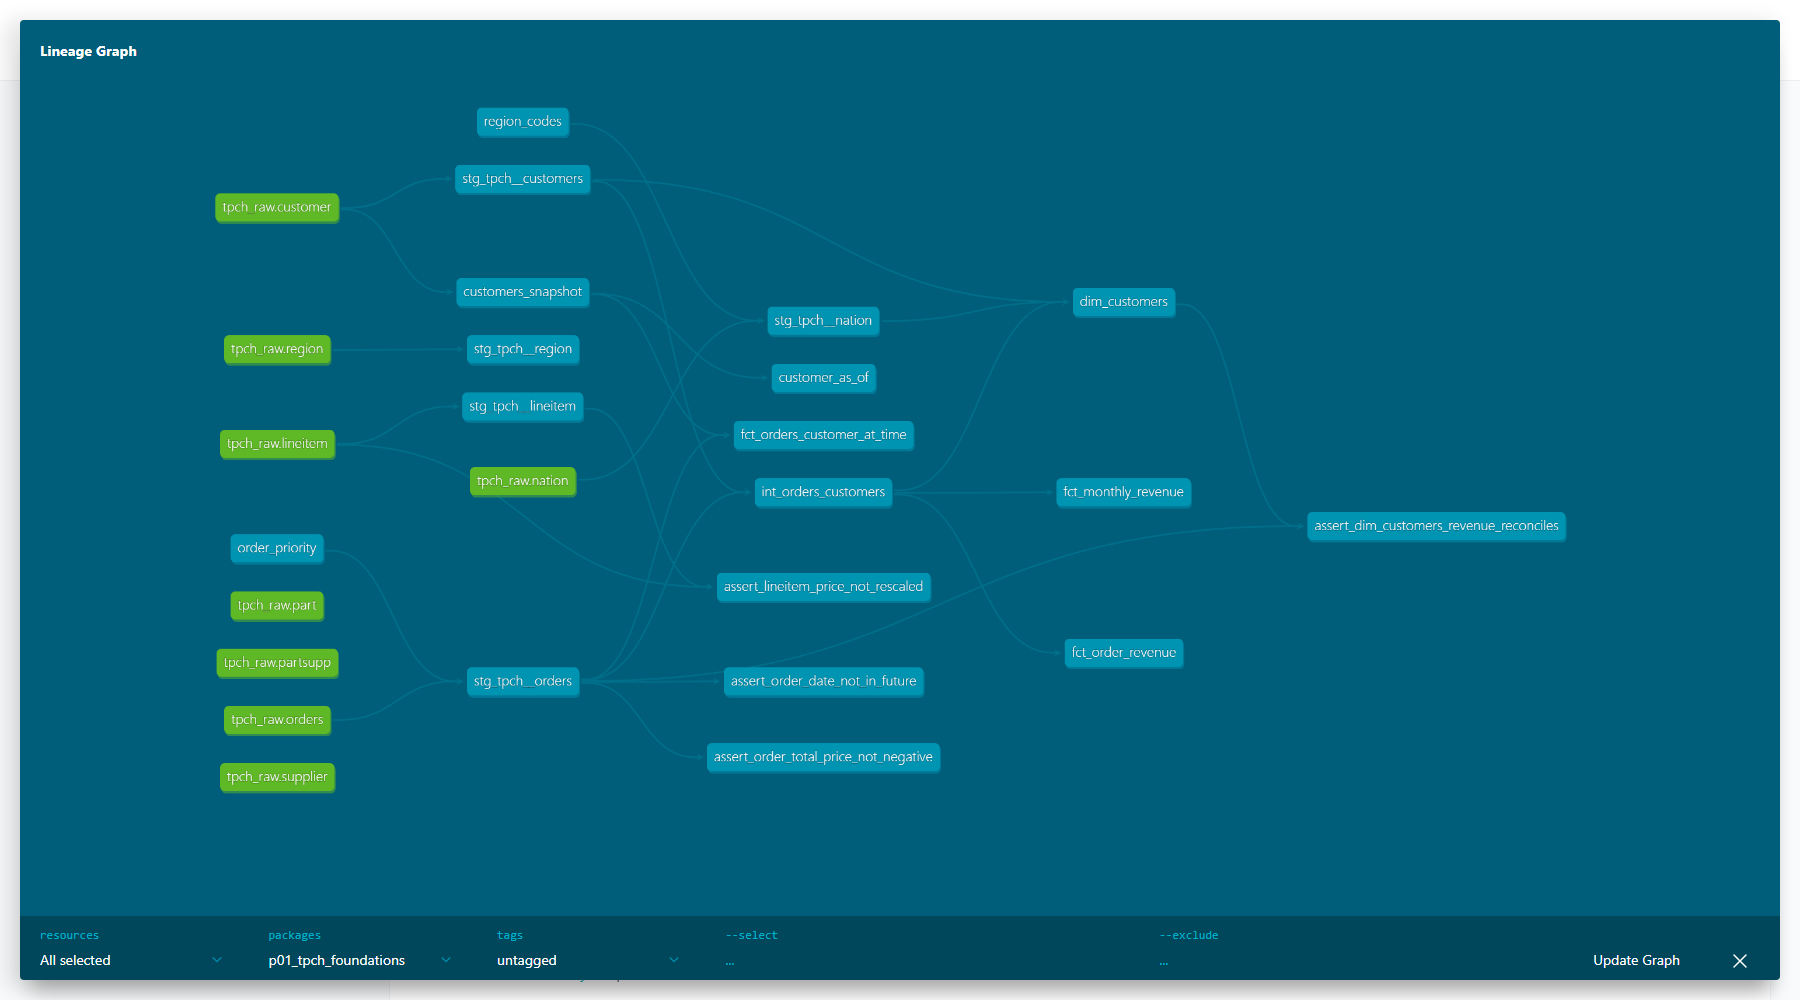 Lineage Graph
region_codes
stg_tpch__customers
tpch_raw.customer
customers_snapshot
dim_customers
stg_tpch__nation
tpch_raw.region
stg_tpch__region
customer_as_of
stg_tpch__lineitem
fct_orders_customer_at_time
tpch_raw.lineitem
tpch_raw.nation
int_orders_customers
fct_monthly_revenue
assert_dim_customers_revenue_reconciles
order_priority
assert_lineitem_price_not_rescaled
tpch_raw.part
fct_order_revenue
tpch_raw.partsupp
stg_tpch__orders
assert_order_date_not_in_future
tpch_raw.orders
assert_order_total_price_not_negative
tpch_raw.supplier
resources packages tags --select --exclude
All selected p01_tpch_foundations untagged ... ... Update Graph